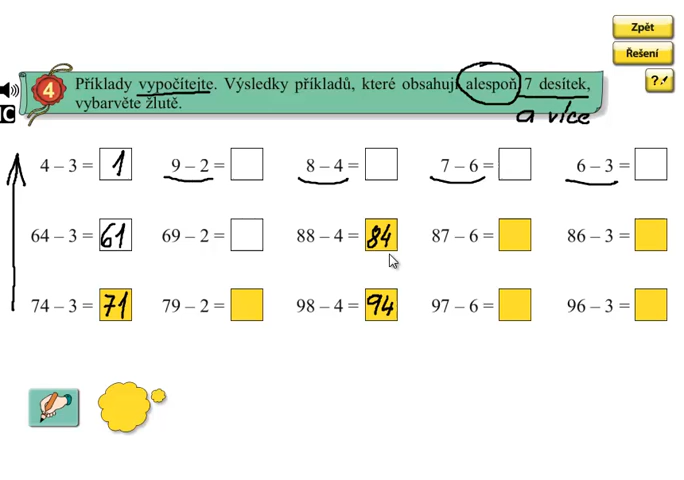 Zpět
Řešení
?
4 Příklady vypočítejte. Výsledky příkladů, které obsahují alespoň 7 desítek,
vybarvěte žlutě.
a více
IC
4 – 3 = 1 9 – 2 = 8 – 4 = 7 – 6 = 6 – 3 =
64 – 3 = 61 69 – 2 = 88 – 4 = 84 87 – 6 = 86 – 3 =
74 – 3 = 71 79 – 2 = 98 – 4 = 94 97 – 6 = 96 – 3 =